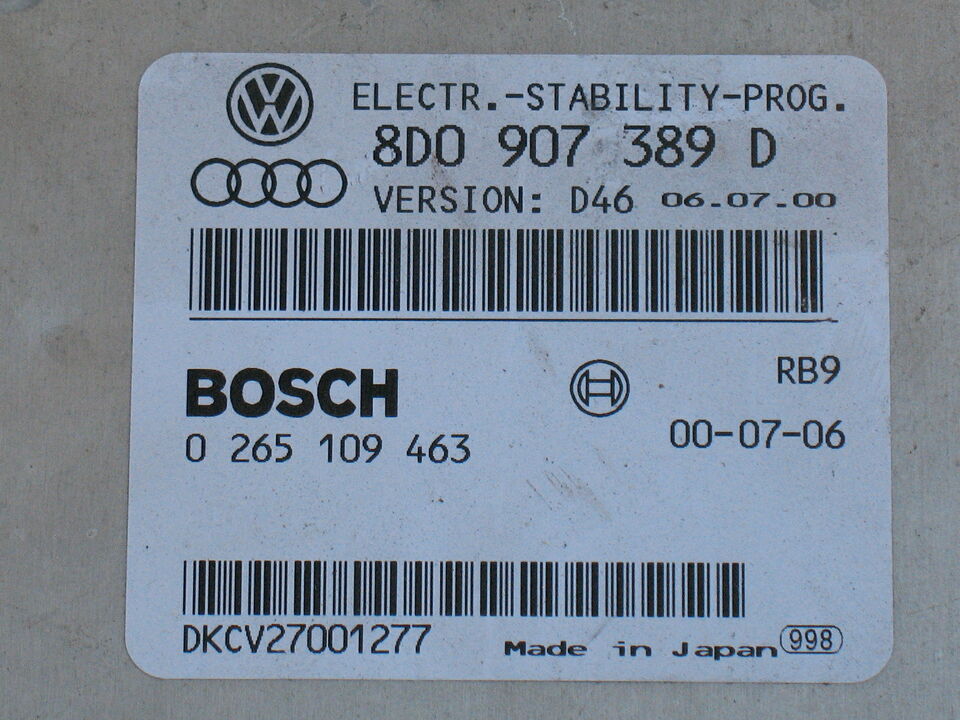 ELECTR.-STABILITY-PROG.
8D0 907 389 D
VERSION: D46 06.07.00
BOSCH
RB9
0 265 109 463
00-07-06
DKCV27001277
Made in Japan 998